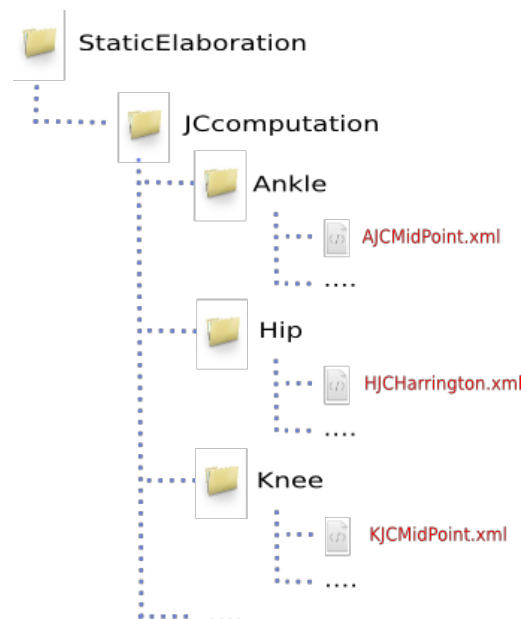 StaticElaboration
JCcomputation
Ankle
AJCMidPoint.xml
....
Hip
HJCHarrington.xml
....
Knee
KJCMidPoint.xml
....
....